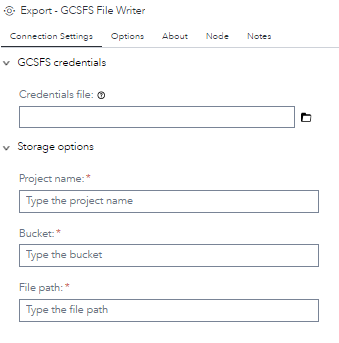 Export - GCSFS File Writer
Connection Settings Options About Node Notes
GCSFS credentials
Credentials file:
Storage options
Project name:*
Type the project name
Bucket:*
Type the bucket
File path:*
Type the file path